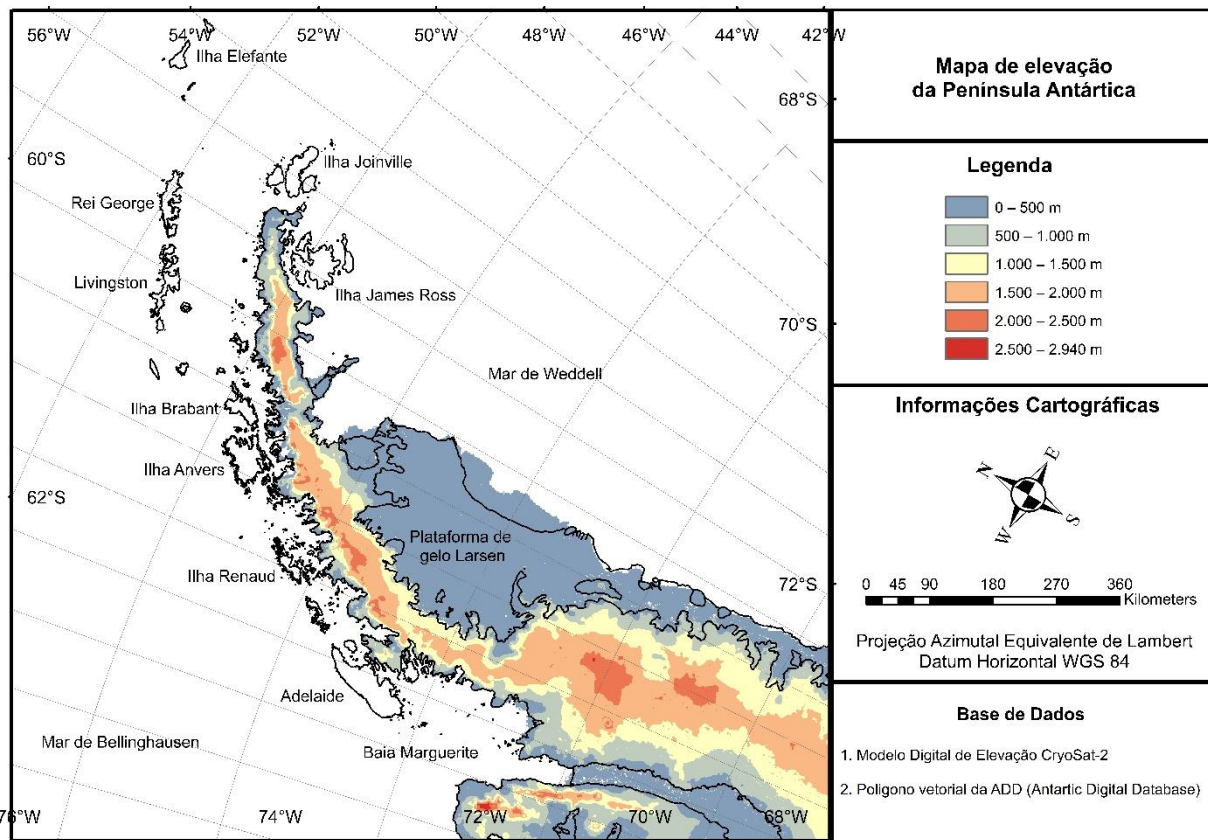 56°W
54°W
52°W
50°W
48°W
46°W
44°W
42°W
Ilha Elefante
68°S
60°S
Ilha Joinville
Rei George
Livingston
Ilha James Ross
70°S
Mar de Weddell
Ilha Brabant
Ilha Anvers
62°S
Plataforma de
gelo Larsen
Ilha Renaud
72°S
Adelaide
Mar de Bellinghausen
Baia Marguerite
76°W
74°W
72°W
70°W
68°W
Mapa de elevação
da Península Antártica
Legenda
0 – 500 m
500 – 1.000 m
1.000 – 1.500 m
1.500 – 2.000 m
2.000 – 2.500 m
2.500 – 2.940 m
Informações Cartográficas
N
E
W
S
0 45 90 180 270 360
Kilometers
Projeção Azimutal Equivalente de Lambert
Datum Horizontal WGS 84
Base de Dados
1. Modelo Digital de Elevação CryoSat-2
2. Poligono vetorial da ADD (Antartic Digital Database)